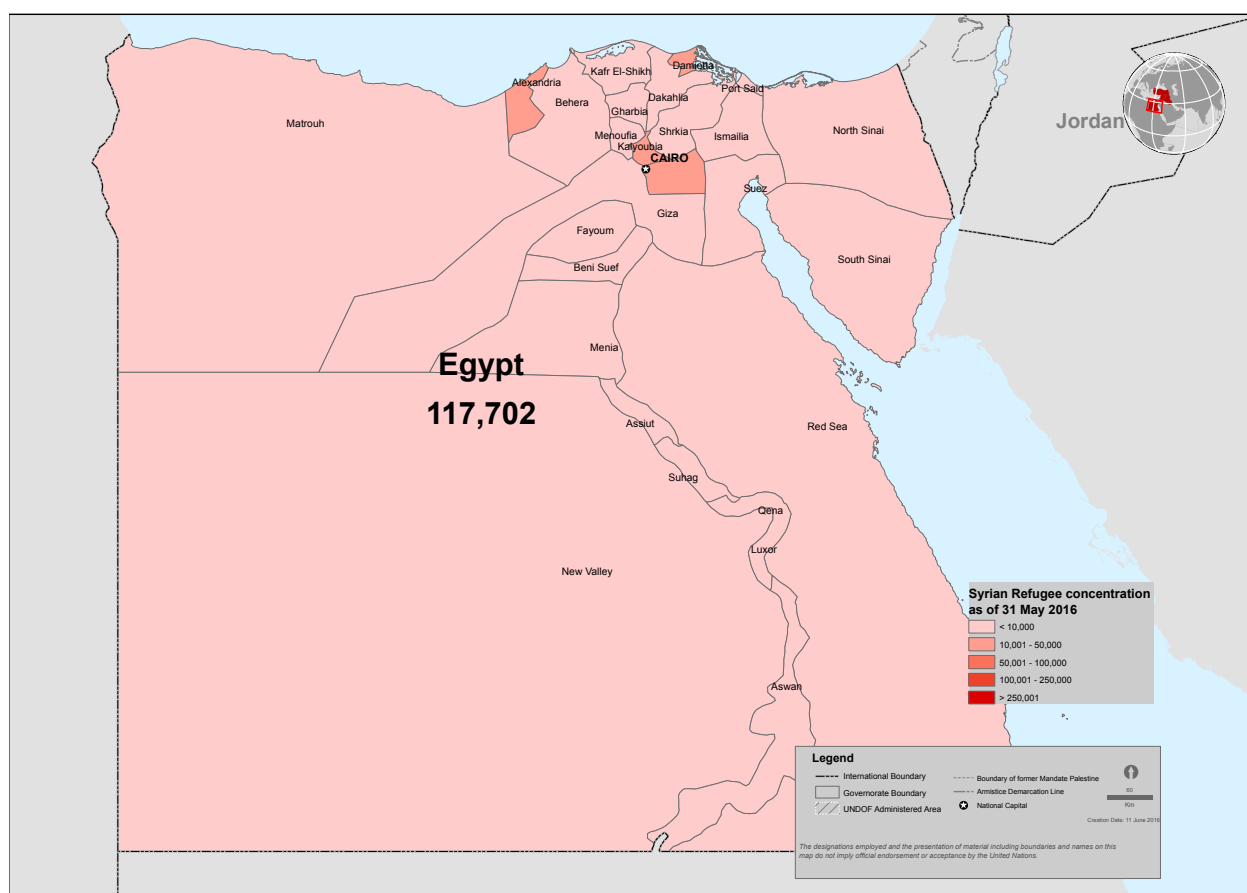 Alexandria
Kafr El-Shikh
Damietta
Behera
Dakahlia
Port Said
Gharbia
Matrouh
Menoufia
Shrkia
Ismailia
North Sinai
Jordan
Kalyoubia
CAIRO
Suez
Giza
Fayoum
South Sinai
Beni Suef
Menia
Egypt
117,702
Assiut
Red Sea
Suhag
Qena
Luxor
New Valley
Aswan
Syrian Refugee concentration
as of 31 May 2016
< 10,000
10,001 - 50,000
50,001 - 100,000
100,001 - 250,000
> 250,001
Legend
International Boundary
Governorate Boundary
UNDOF Administered Area
Boundary of former Mandate Palestine
Armistice Demarcation Line
National Capital
60
Km
Creation Date: 11 June 2016
The designations employed and the presentation of material including boundaries and names on this
map do not imply official endorsement or acceptance by the United Nations.